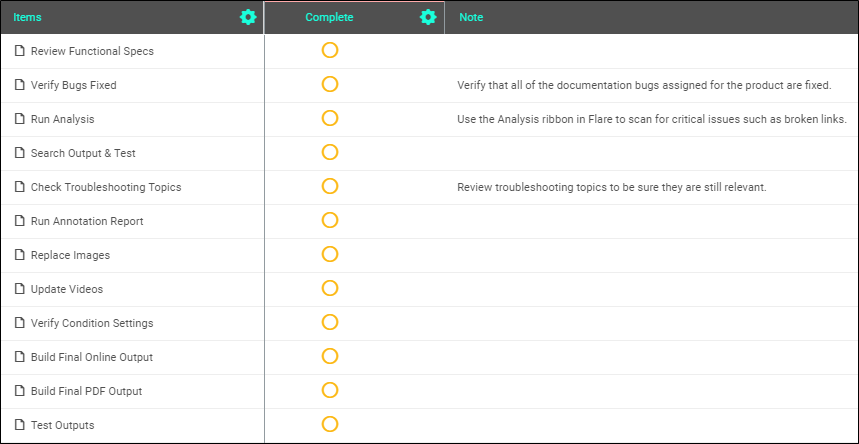 Items Complete Note
Review Functional Specs
Verify Bugs Fixed Verify that all of the documentation bugs assigned for the product are fixed.
Run Analysis Use the Analysis ribbon in Flare to scan for critical issues such as broken links.
Search Output & Test
Check Troubleshooting Topics Review troubleshooting topics to be sure they are still relevant.
Run Annotation Report
Replace Images
Update Videos
Verify Condition Settings
Build Final Online Output
Build Final PDF Output
Test Outputs